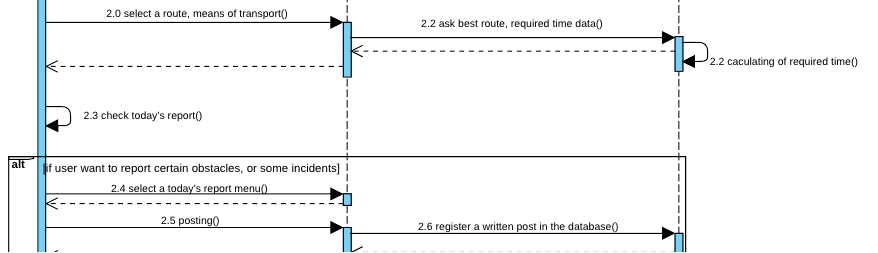 2.0 select a route, means of transport()
2.2 ask best route, required time data()
2.2 caculating of required time()
2.3 check today's report()
alt
[if user want to report certain obstacles, or some incidents]
2.4 select a today's report menu()
2.5 posting()
2.6 register a written post in the database()